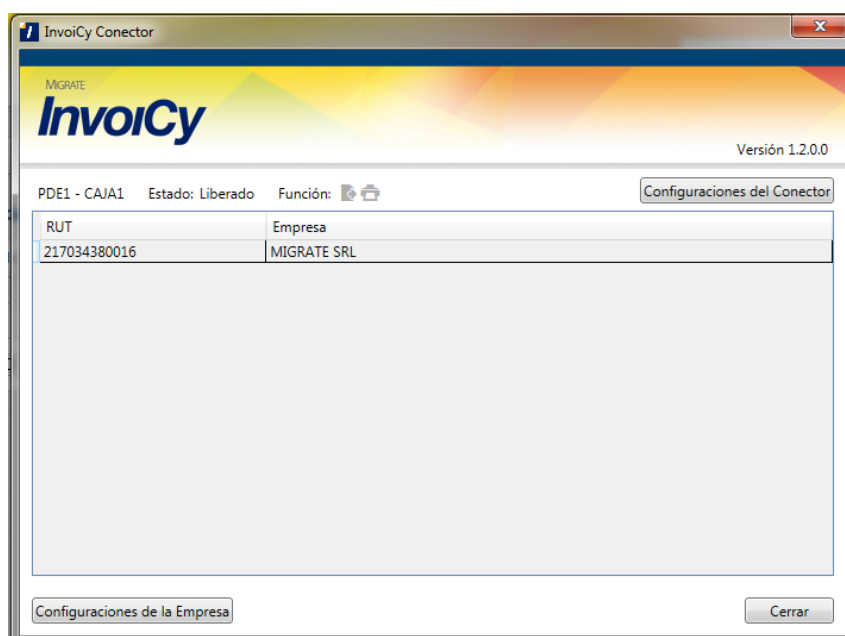 InvoiCy Conector
MIGRATE
InvoiCy
Versión 1.2.0.0
PDE1 - CAJA1 Estado: Liberado Función: Configuraciones del Conector
RUT Empresa
217034380016 MIGRATE SRL
Configuraciones de la Empresa Cerrar